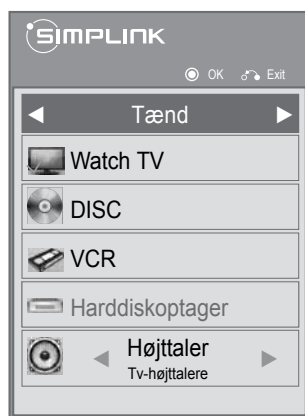 SIMPLINK
OK Exit
Tænd
Watch TV
DISC
VCR
Harddiskoptager
Højttaler
Tv-højttalere